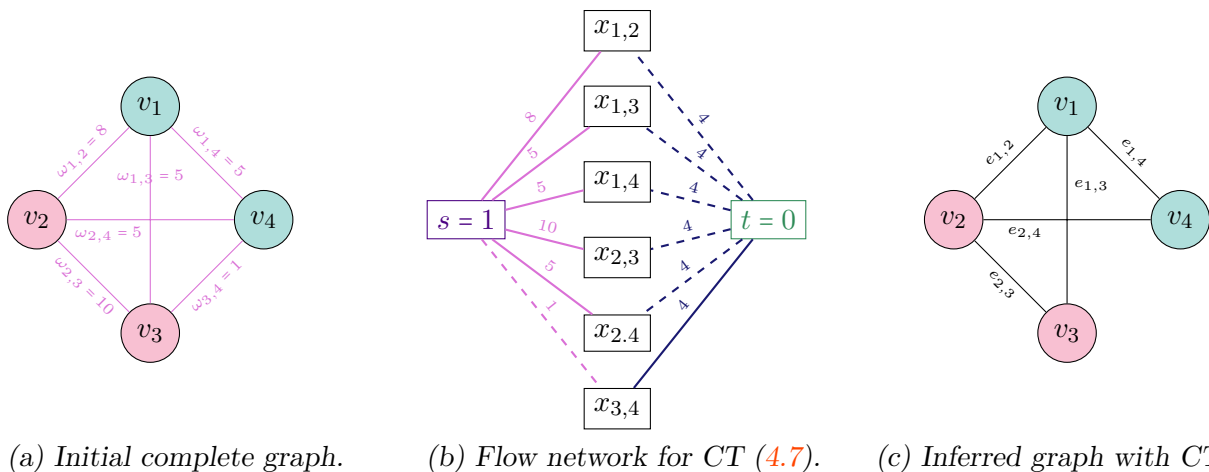 v₁
ω₁,₂ = 8
ω₁,₄ = 5
ω₁,₃ = 5
v₂
v₄
ω₂,₄ = 5
ω₂,₃ = 10
ω₃,₄ = 1
v₃
(a) Initial complete graph.
x₁,₂
x₁,₃
x₁,₄
s = 1
t = 0
x₂,₃
x₂.₄
x₃,₄
8
5
5
10
5
1
4
4
4
4
4
4
(b) Flow network for CT (4.7).
v₁
e₁,₂
e₁,₄
e₁,₃
v₂
v₄
e₂,₄
e₂,₃
v₃
(c) Inferred graph with CT